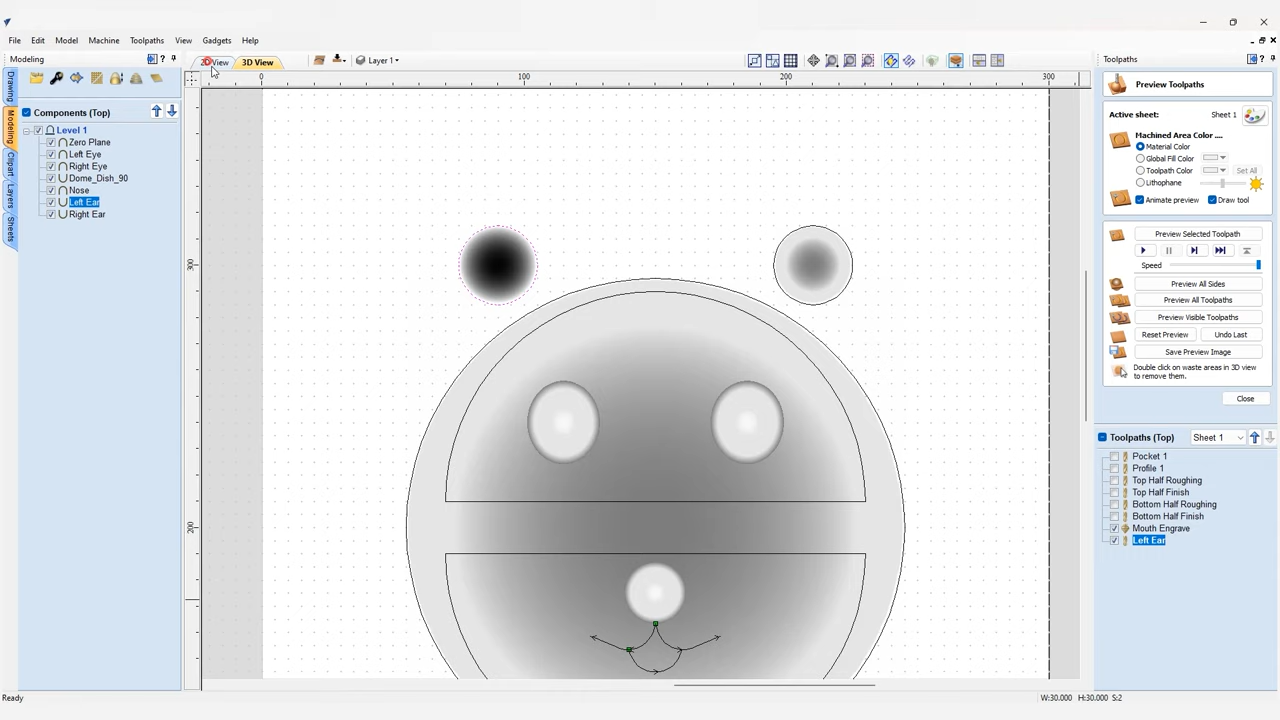 File Edit Model Machine Toolpaths View Gadgets Help
Modeling
2D View 3D View
Layer 1
Toolpaths
0 100 200 300
Drawing
Modeling
Clipart
Layers
Sheets
Components (Top)
Level 1
Zero Plane
Left Eye
Right Eye
Dome_Dish_90
Nose
Left Ear
Right Ear
300
200
Preview Toolpaths
Active sheet: Sheet 1
Machined Area Color ....
Material Color
Global Fill Color
Toolpath Color Set All
Lithophane
Animate preview Draw tool
Preview Selected Toolpath
Speed
Preview All Sides
Preview All Toolpaths
Preview Visible Toolpaths
Reset Preview Undo Last
Save Preview Image
Double click on waste areas in 3D view
to remove them.
Close
Toolpaths (Top) Sheet 1
Pocket 1
Profile 1
Top Half Roughing
Top Half Finish
Bottom Half Roughing
Bottom Half Finish
Mouth Engrave
Left Ear
Ready
W:30.000 H:30.000 S:2